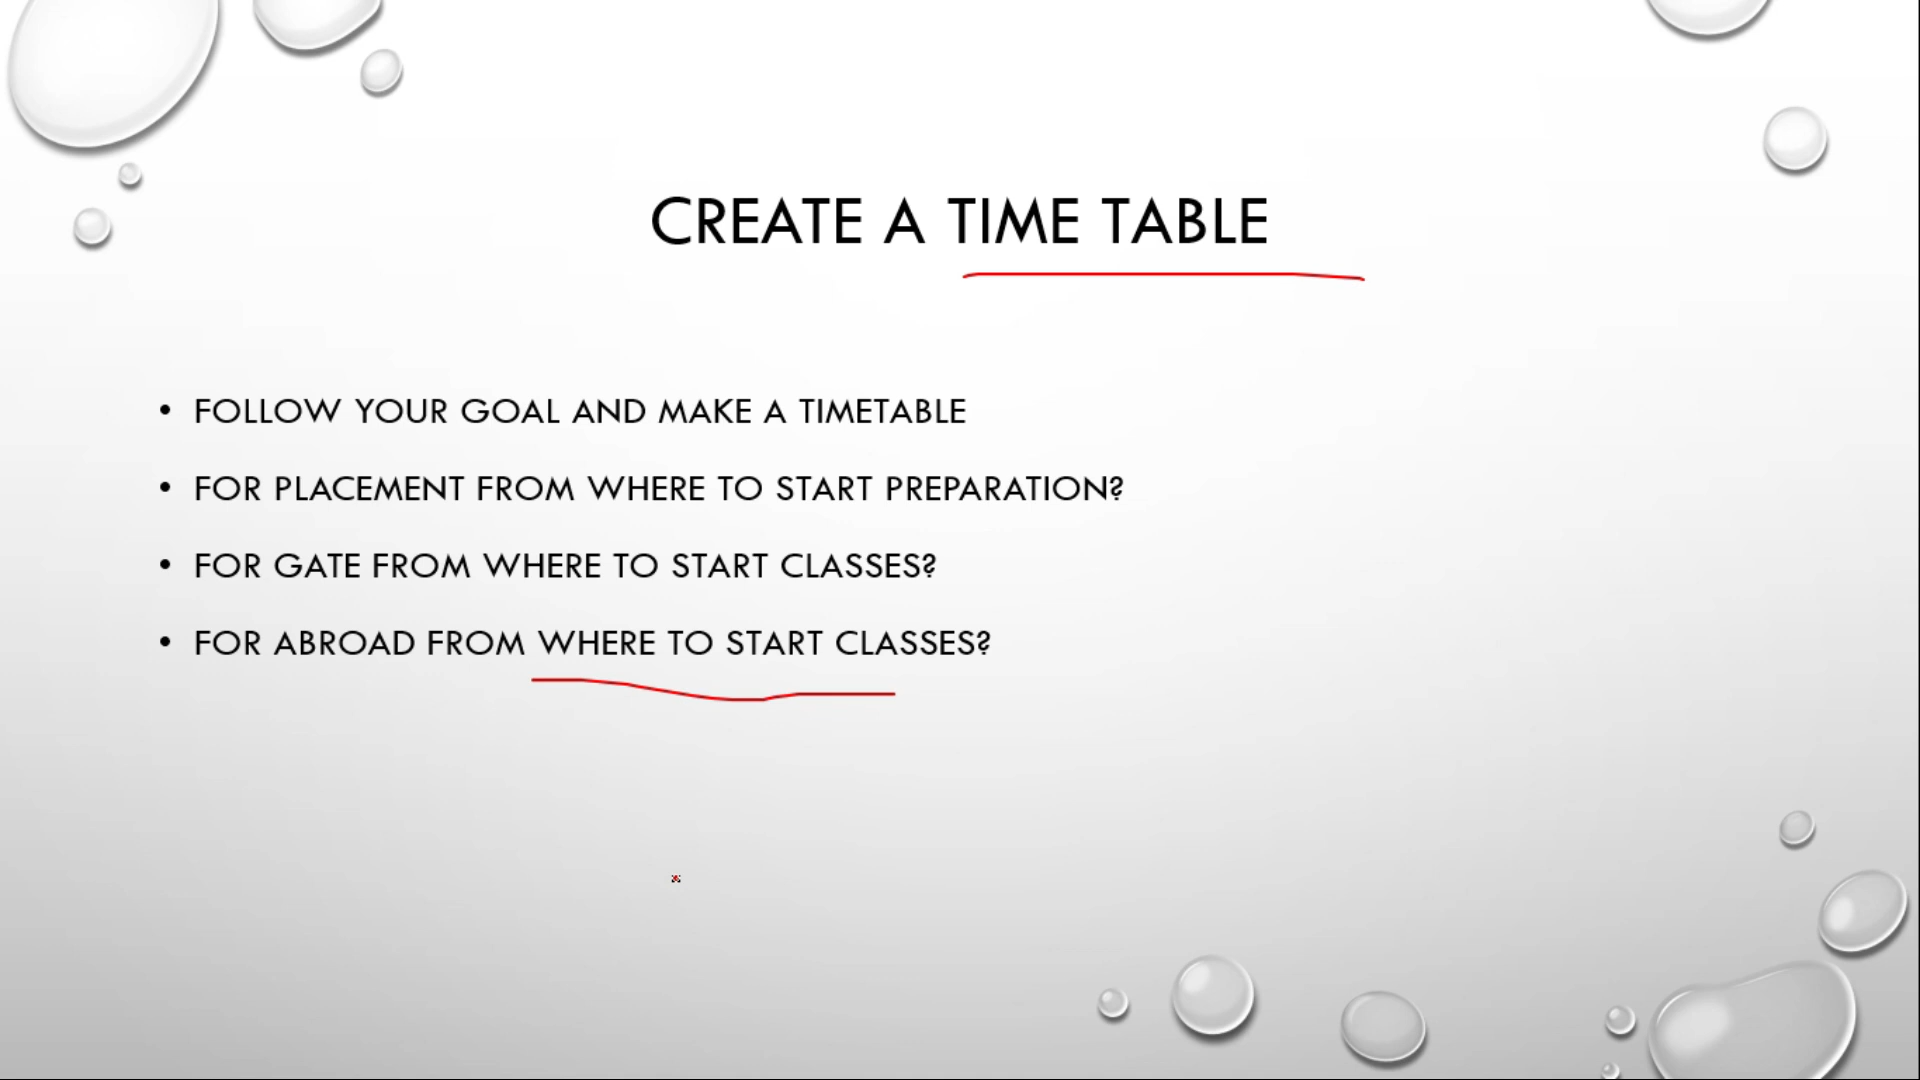 CREATE A TIME TABLE
• FOLLOW YOUR GOAL AND MAKE A TIMETABLE
• FOR PLACEMENT FROM WHERE TO START PREPARATION?
• FOR GATE FROM WHERE TO START CLASSES?
• FOR ABROAD FROM WHERE TO START CLASSES?